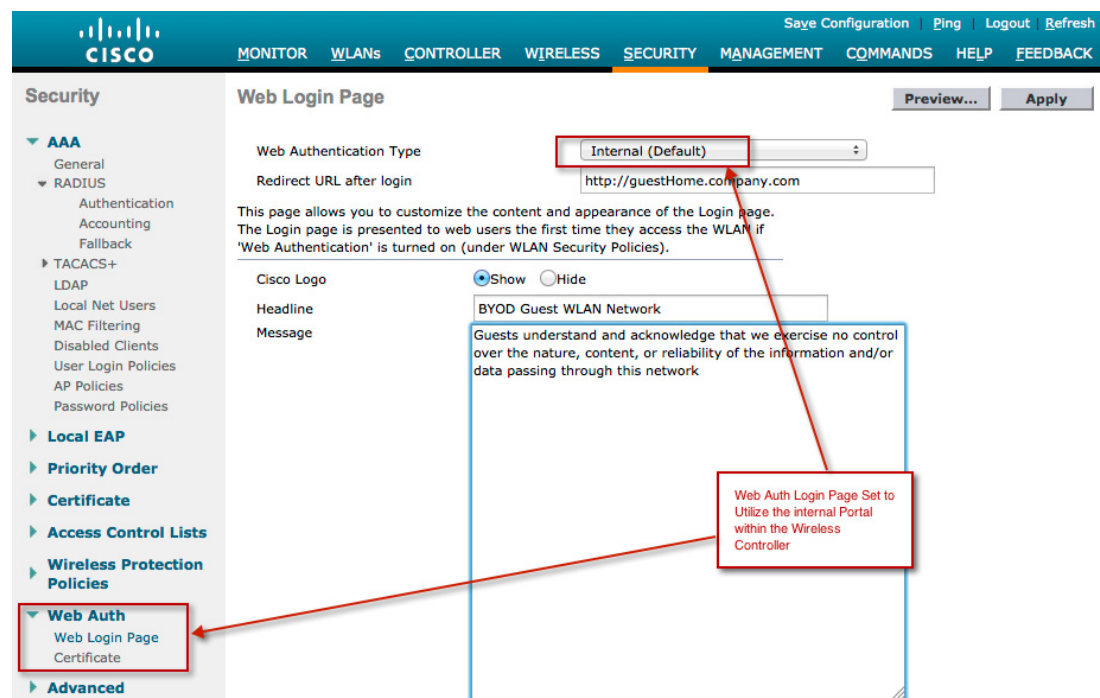 Save Configuration | Ping | Logout | Refresh
CISCO
MONITOR WLANs CONTROLLER WIRELESS SECURITY MANAGEMENT COMMANDS HELP FEEDBACK
Security
Web Login Page
Preview...
Apply
AAA
General
RADIUS
Authentication
Accounting
Fallback
TACACS+
LDAP
Local Net Users
MAC Filtering
Disabled Clients
User Login Policies
AP Policies
Password Policies
Local EAP
Priority Order
Certificate
Access Control Lists
Wireless Protection
Policies
Web Auth
Web Login Page
Certificate
Advanced
Web Authentication Type
Internal (Default)
Redirect URL after login
http://guestHome.company.com
This page allows you to customize the content and appearance of the Login page.
The Login page is presented to web users the first time they access the WLAN if
'Web Authentication' is turned on (under WLAN Security Policies).
Cisco Logo
Show Hide
Headline
BYOD Guest WLAN Network
Message
Guests understand and acknowledge that we exercise no control
over the nature, content, or reliability of the information and/or
data passing through this network
Web Auth Login Page Set to
Utilize the internal Portal
within the Wireless
Controller